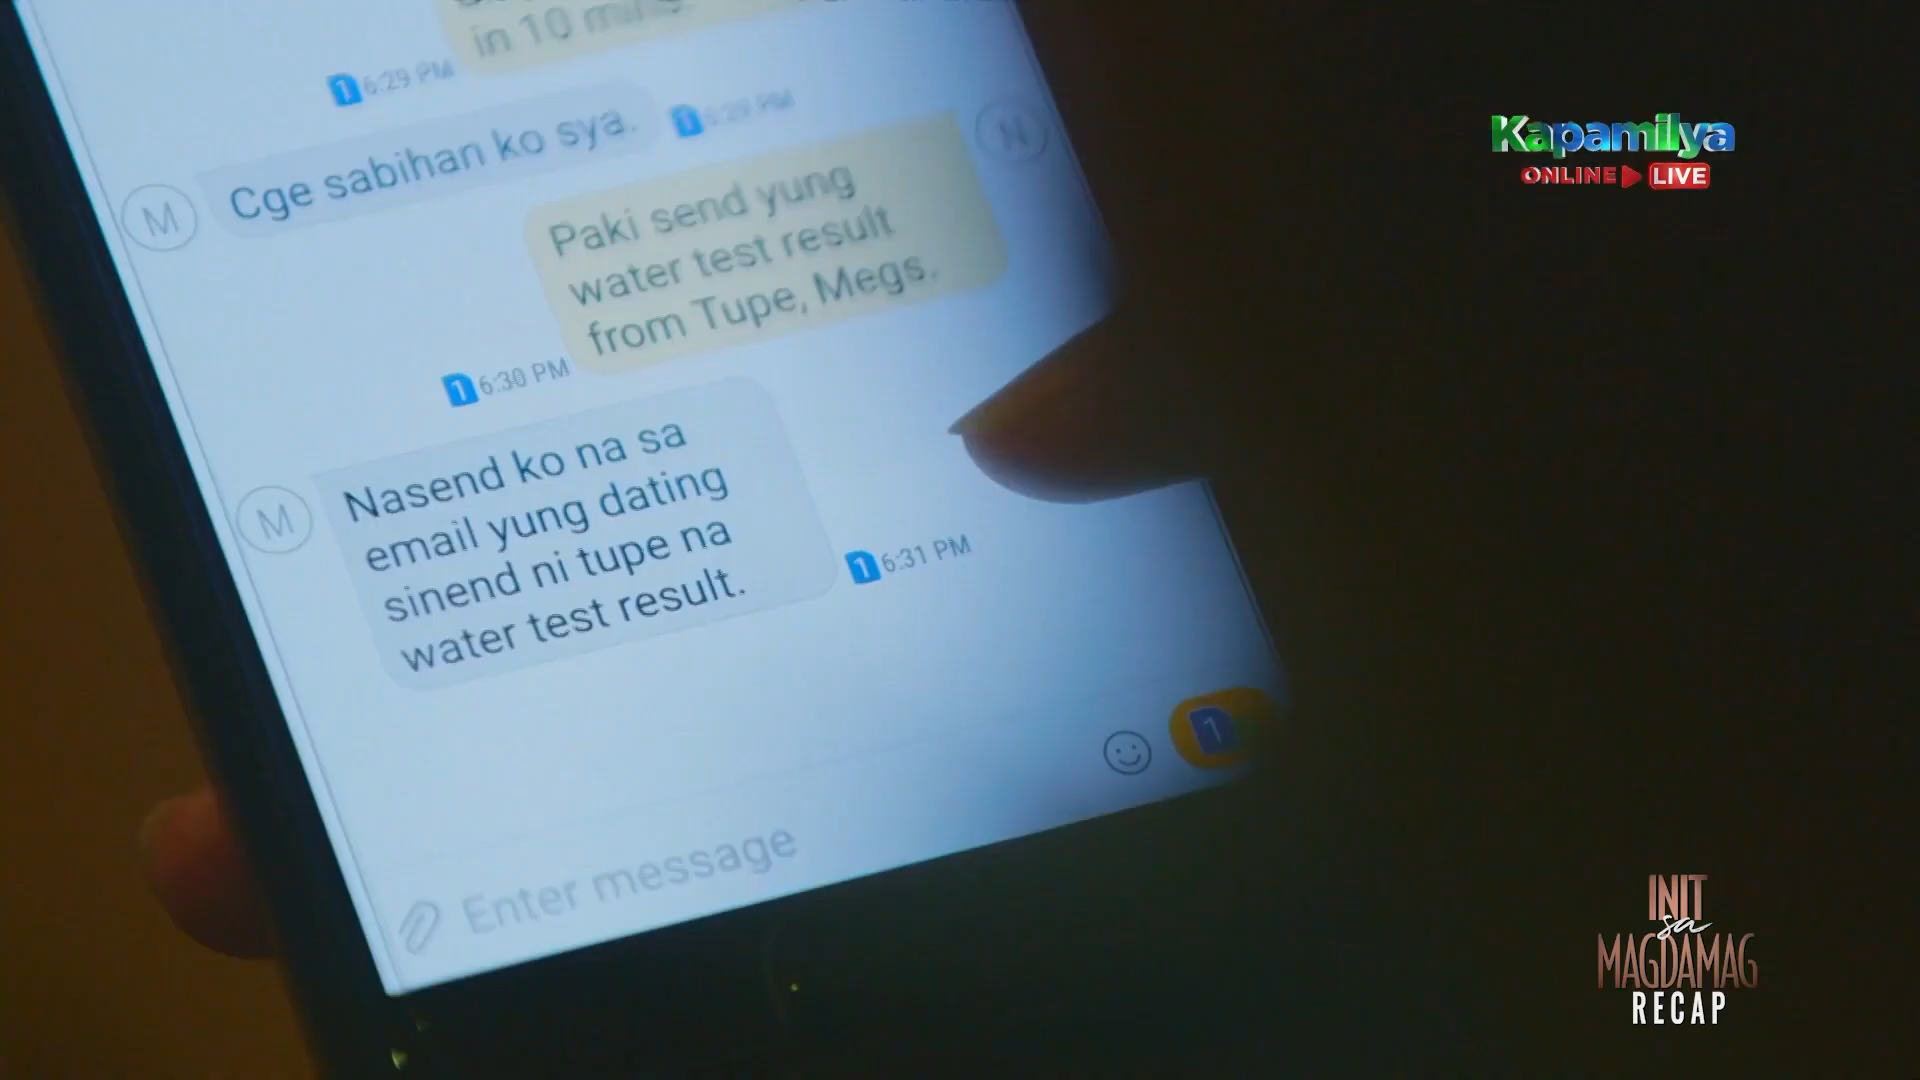 in 10
6:29 PM
Cge sabihan ko sya.
6:29 PM
M
N
Paki send yung
water test result
from Tupe, Megs.
6:30 PM
M
Nasend ko na sa
email yung dating
sinend ni tupe na
water test result.
6:31 PM
Enter message
Kapamilya
ONLINE LIVE
INIT
sa
MAGDAMAG
RECAP